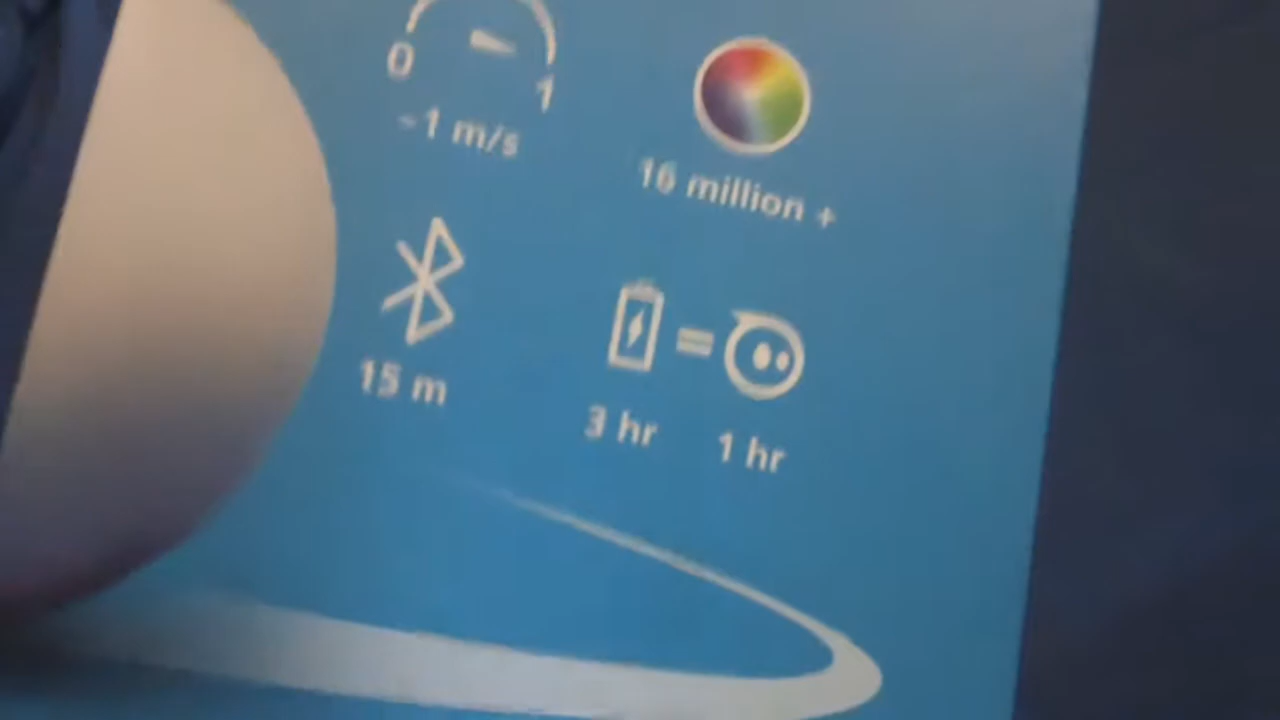 0
1
~1 m/s
16 million +
15 m
=
3 hr
1 hr